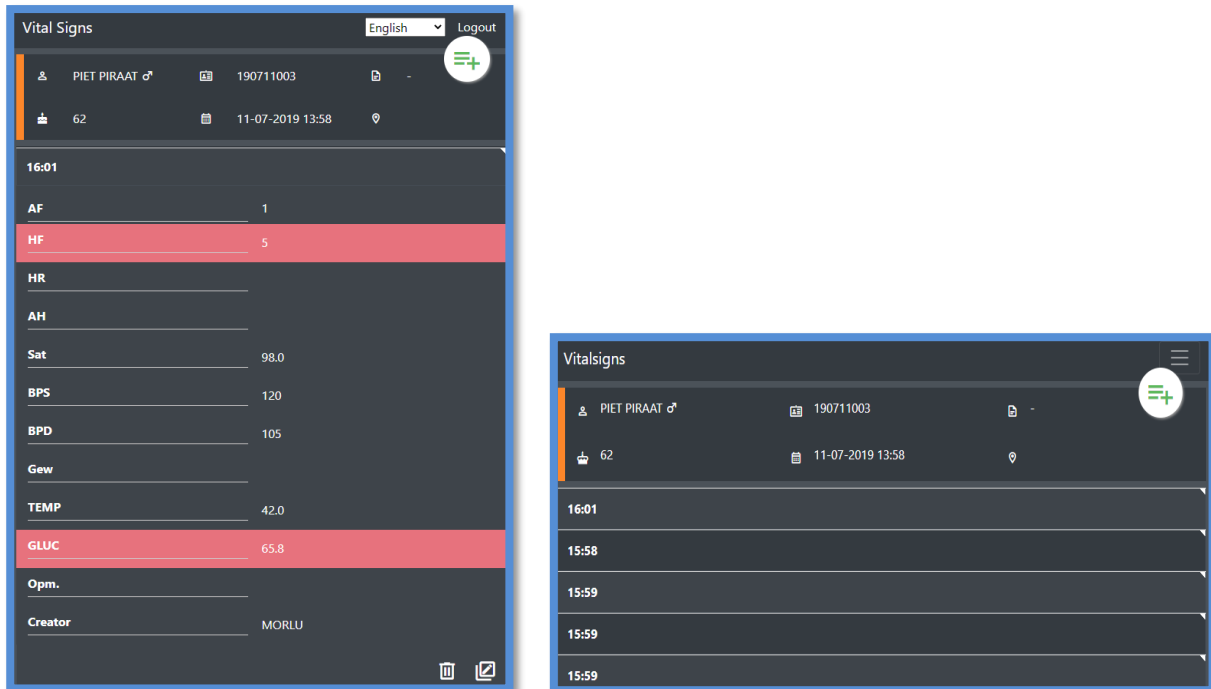 Vital Signs English Logout
PIET PIRAAT ♂ 190711003 -
62 11-07-2019 13:58
16:01
AF 1
HF 5
HR
AH
Sat 98.0
BPS 120
BPD 105
Gew
TEMP 42.0
GLUC 65.8
Opm.
Creator MORLU
Vitalsigns
PIET PIRAAT ♂ 190711003 -
62 11-07-2019 13:58
16:01
15:58
15:59
15:59
15:59